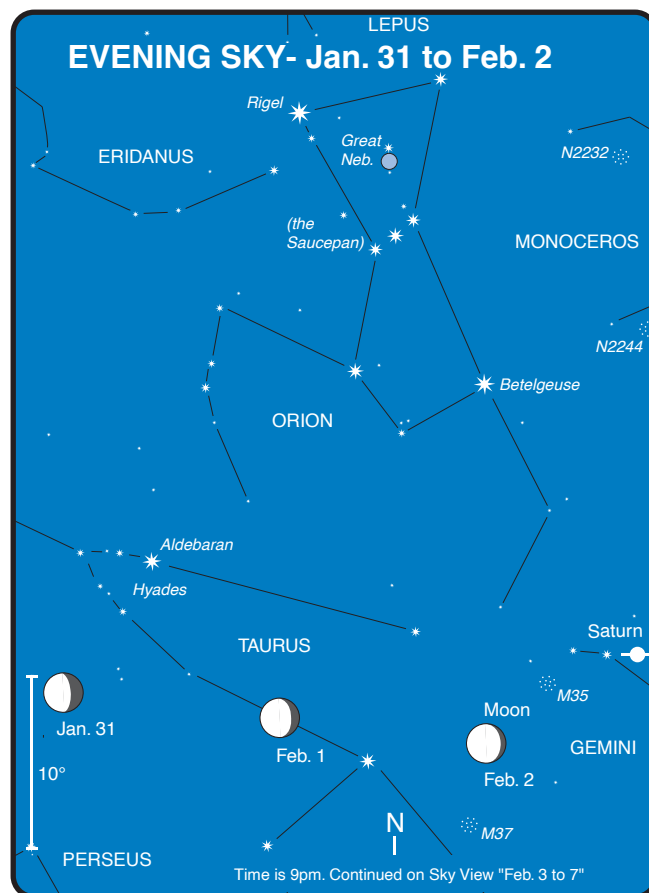 LEPUS
EVENING SKY- Jan. 31 to Feb. 2
Rigel
Great
Neb.
ERIDANUS
N2232
(the
Saucepan)
MONOCEROS
N2244
Betelgeuse
ORION
Aldebaran
Hyades
TAURUS
Saturn
M35
Moon
Jan. 31
Feb. 1
Feb. 2
GEMINI
10°
N
M37
PERSEUS
Time is 9pm. Continued on Sky View "Feb. 3 to 7"